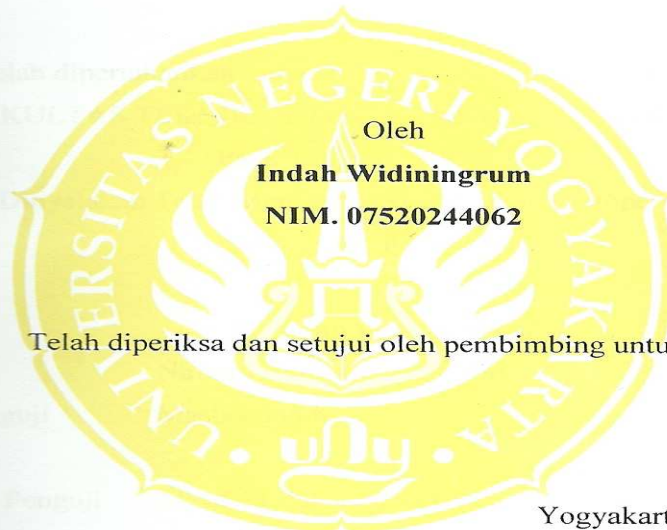 UNIVERSITAS NEGERI YOGYAKARTA
Oleh
Indah Widiningrum
NIM. 07520244062
Telah diperiksa dan setujui oleh pembimbing untu
uny
Yogyakart